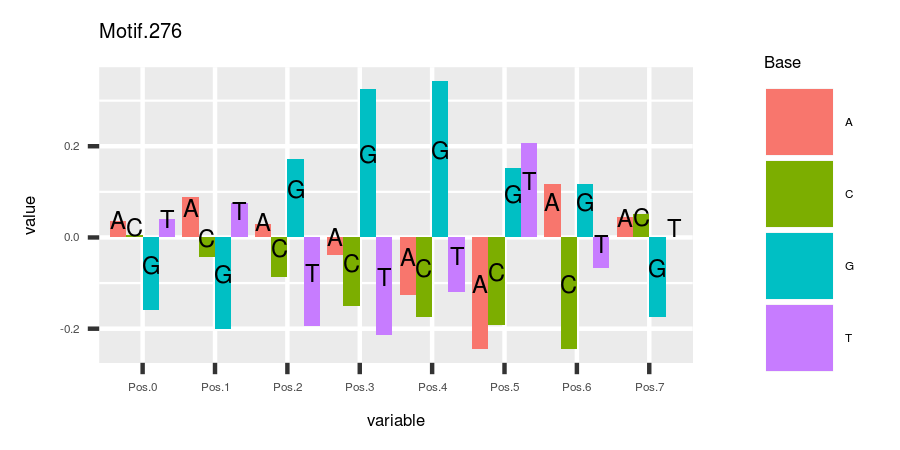 Motif.276
value
0.2
0.0
-0.2
A C G T A C G T A C G T A C G T A C G T A C G T A C G T A C G T
Pos.0 Pos.1 Pos.2 Pos.3 Pos.4 Pos.5 Pos.6 Pos.7
variable
Base
A
C
G
T